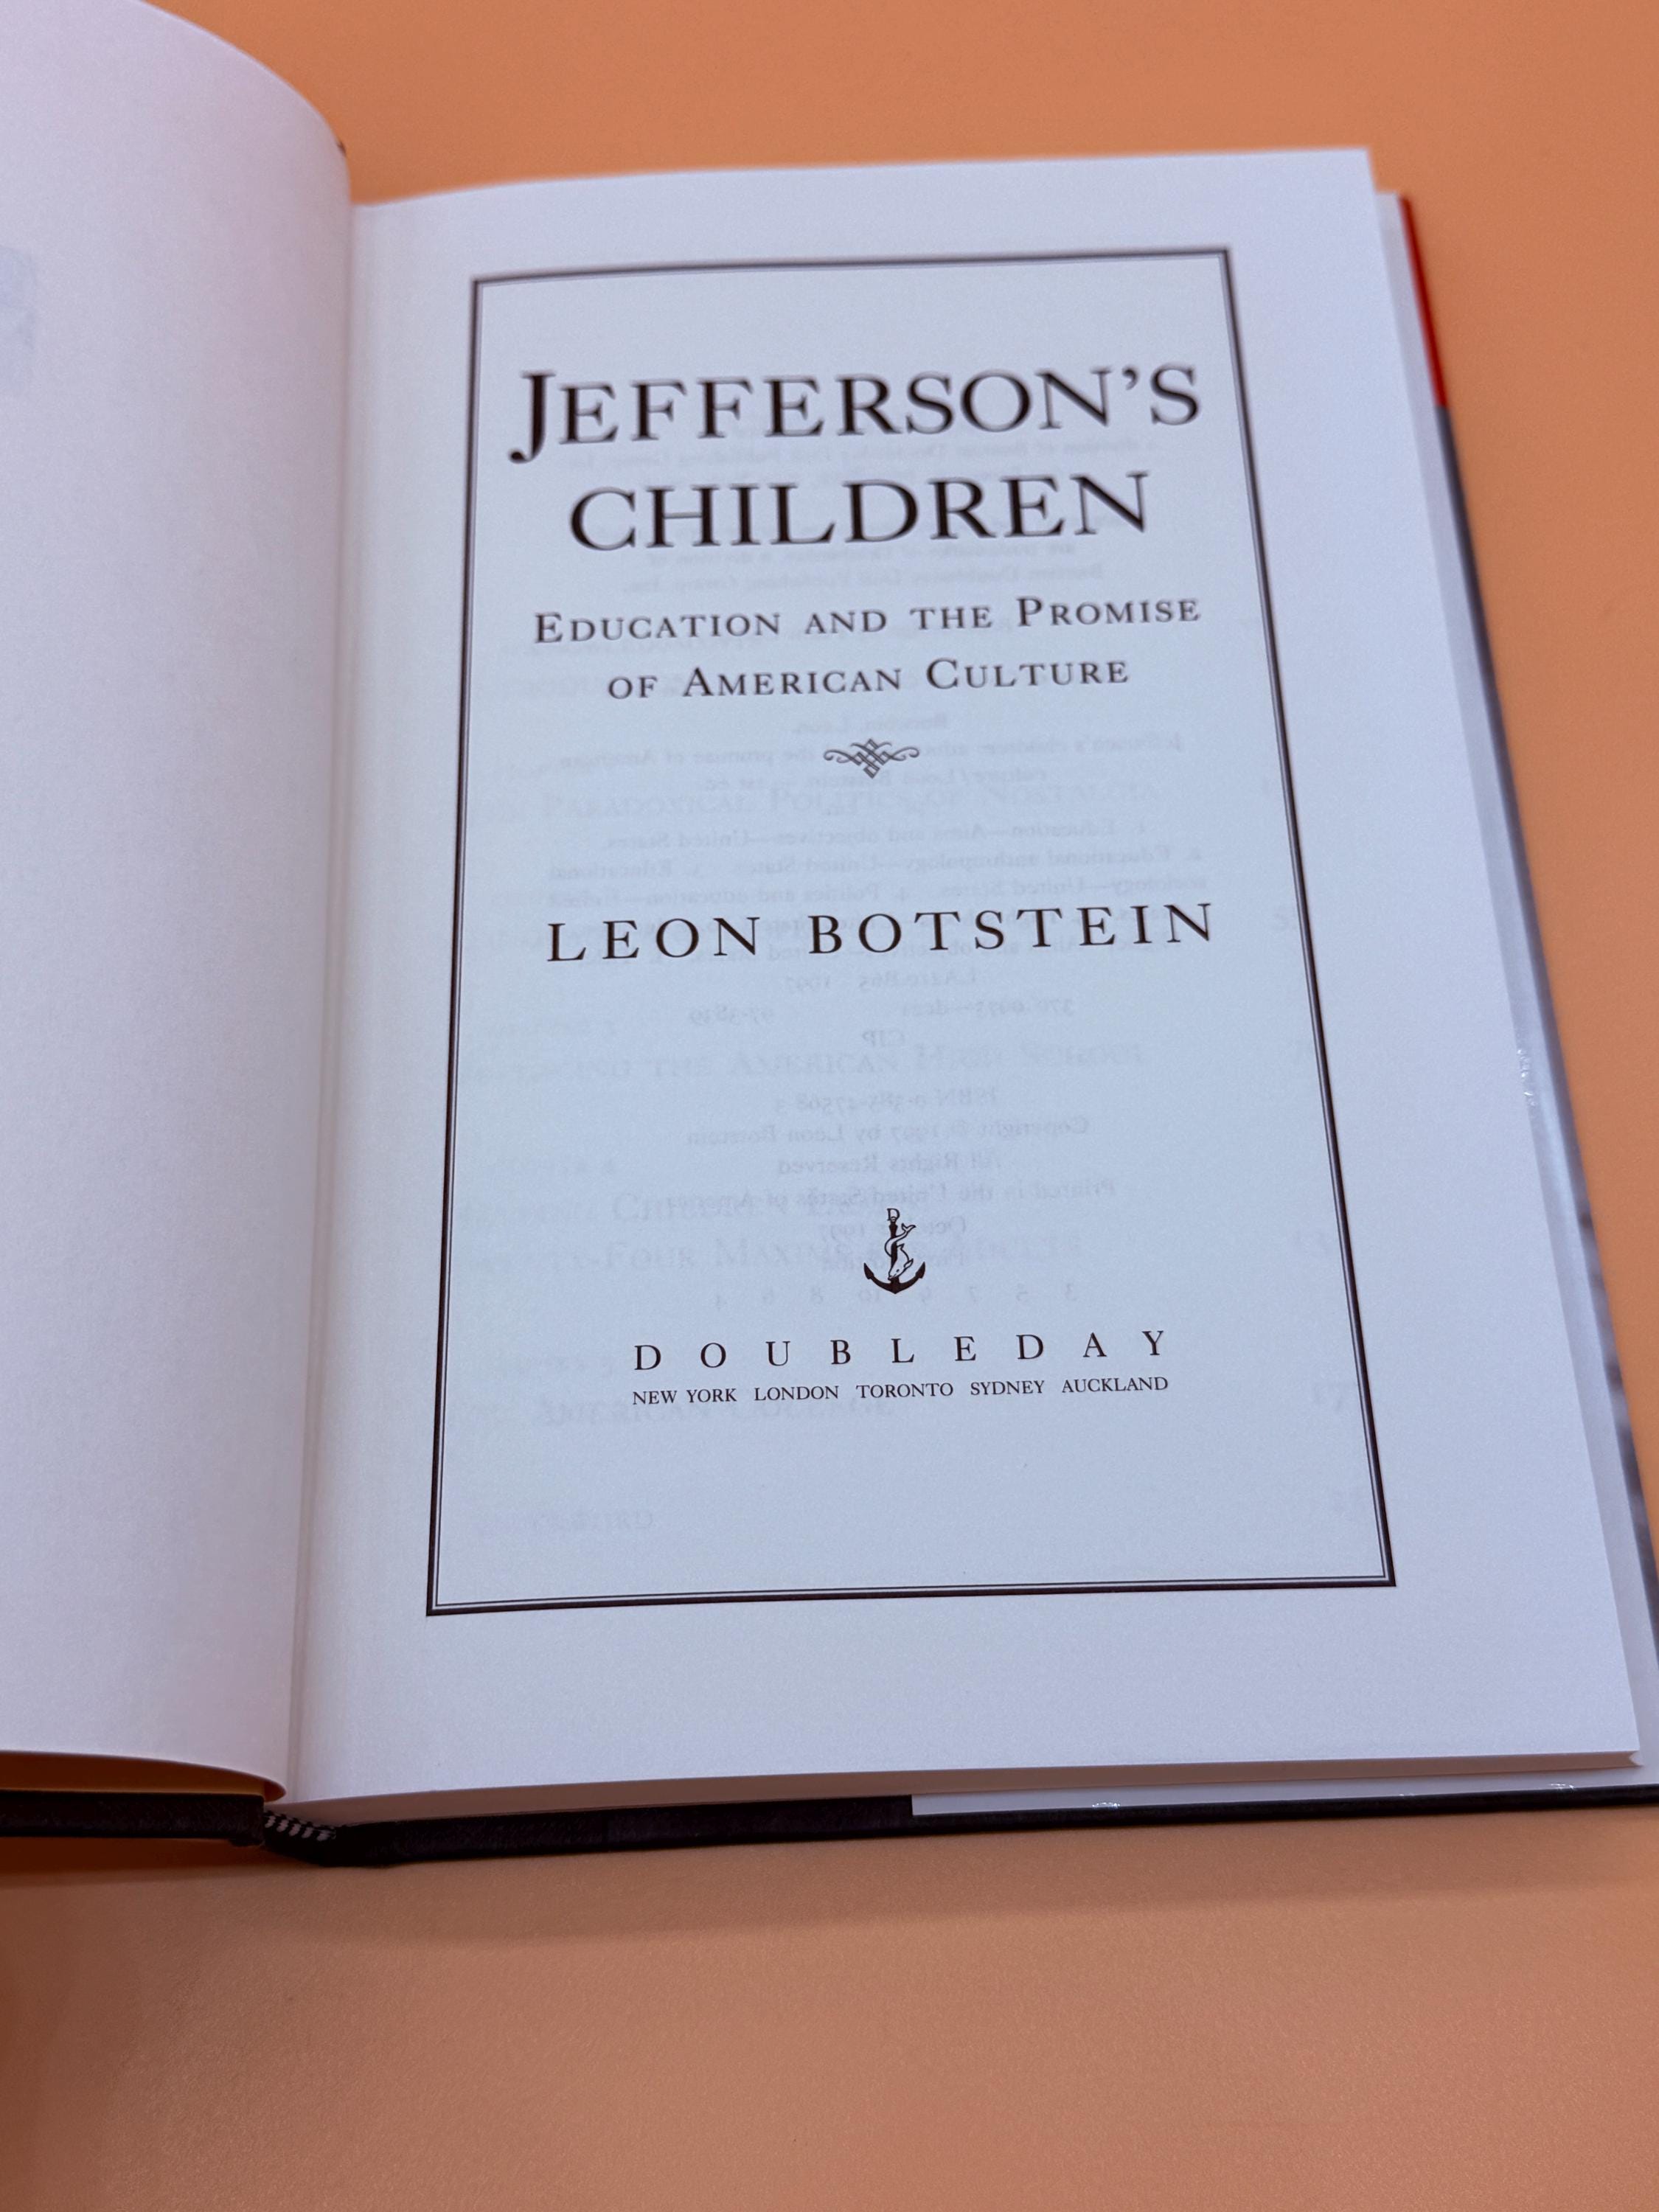 JEFFERSON'S
CHILDREN
EDUCATION AND THE PROMISE
OF AMERICAN CULTURE
LEON BOTSTEIN
D
DOUBLEDAY
NEW YORK LONDON TORONTO SYDNEY AUCKLAND